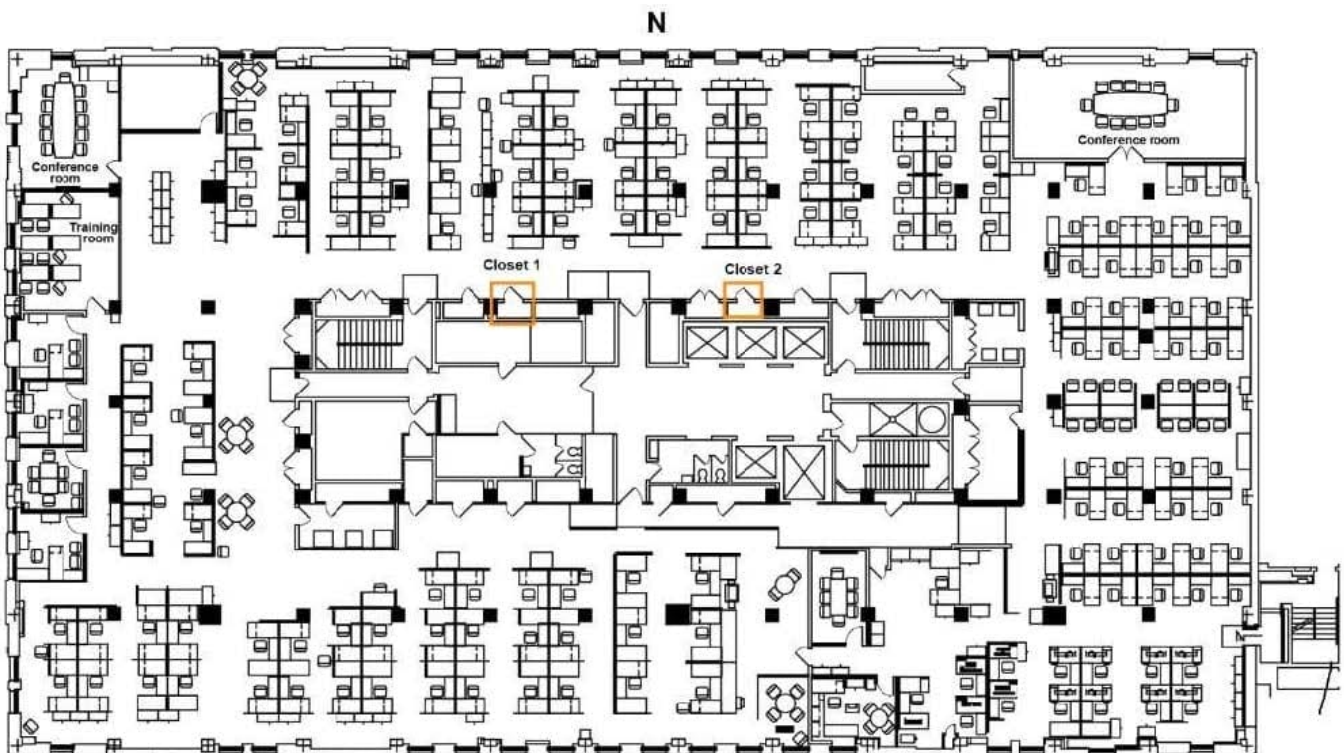 N
Conference
room
Conference room
Training
room
Closet 1
Closet 2